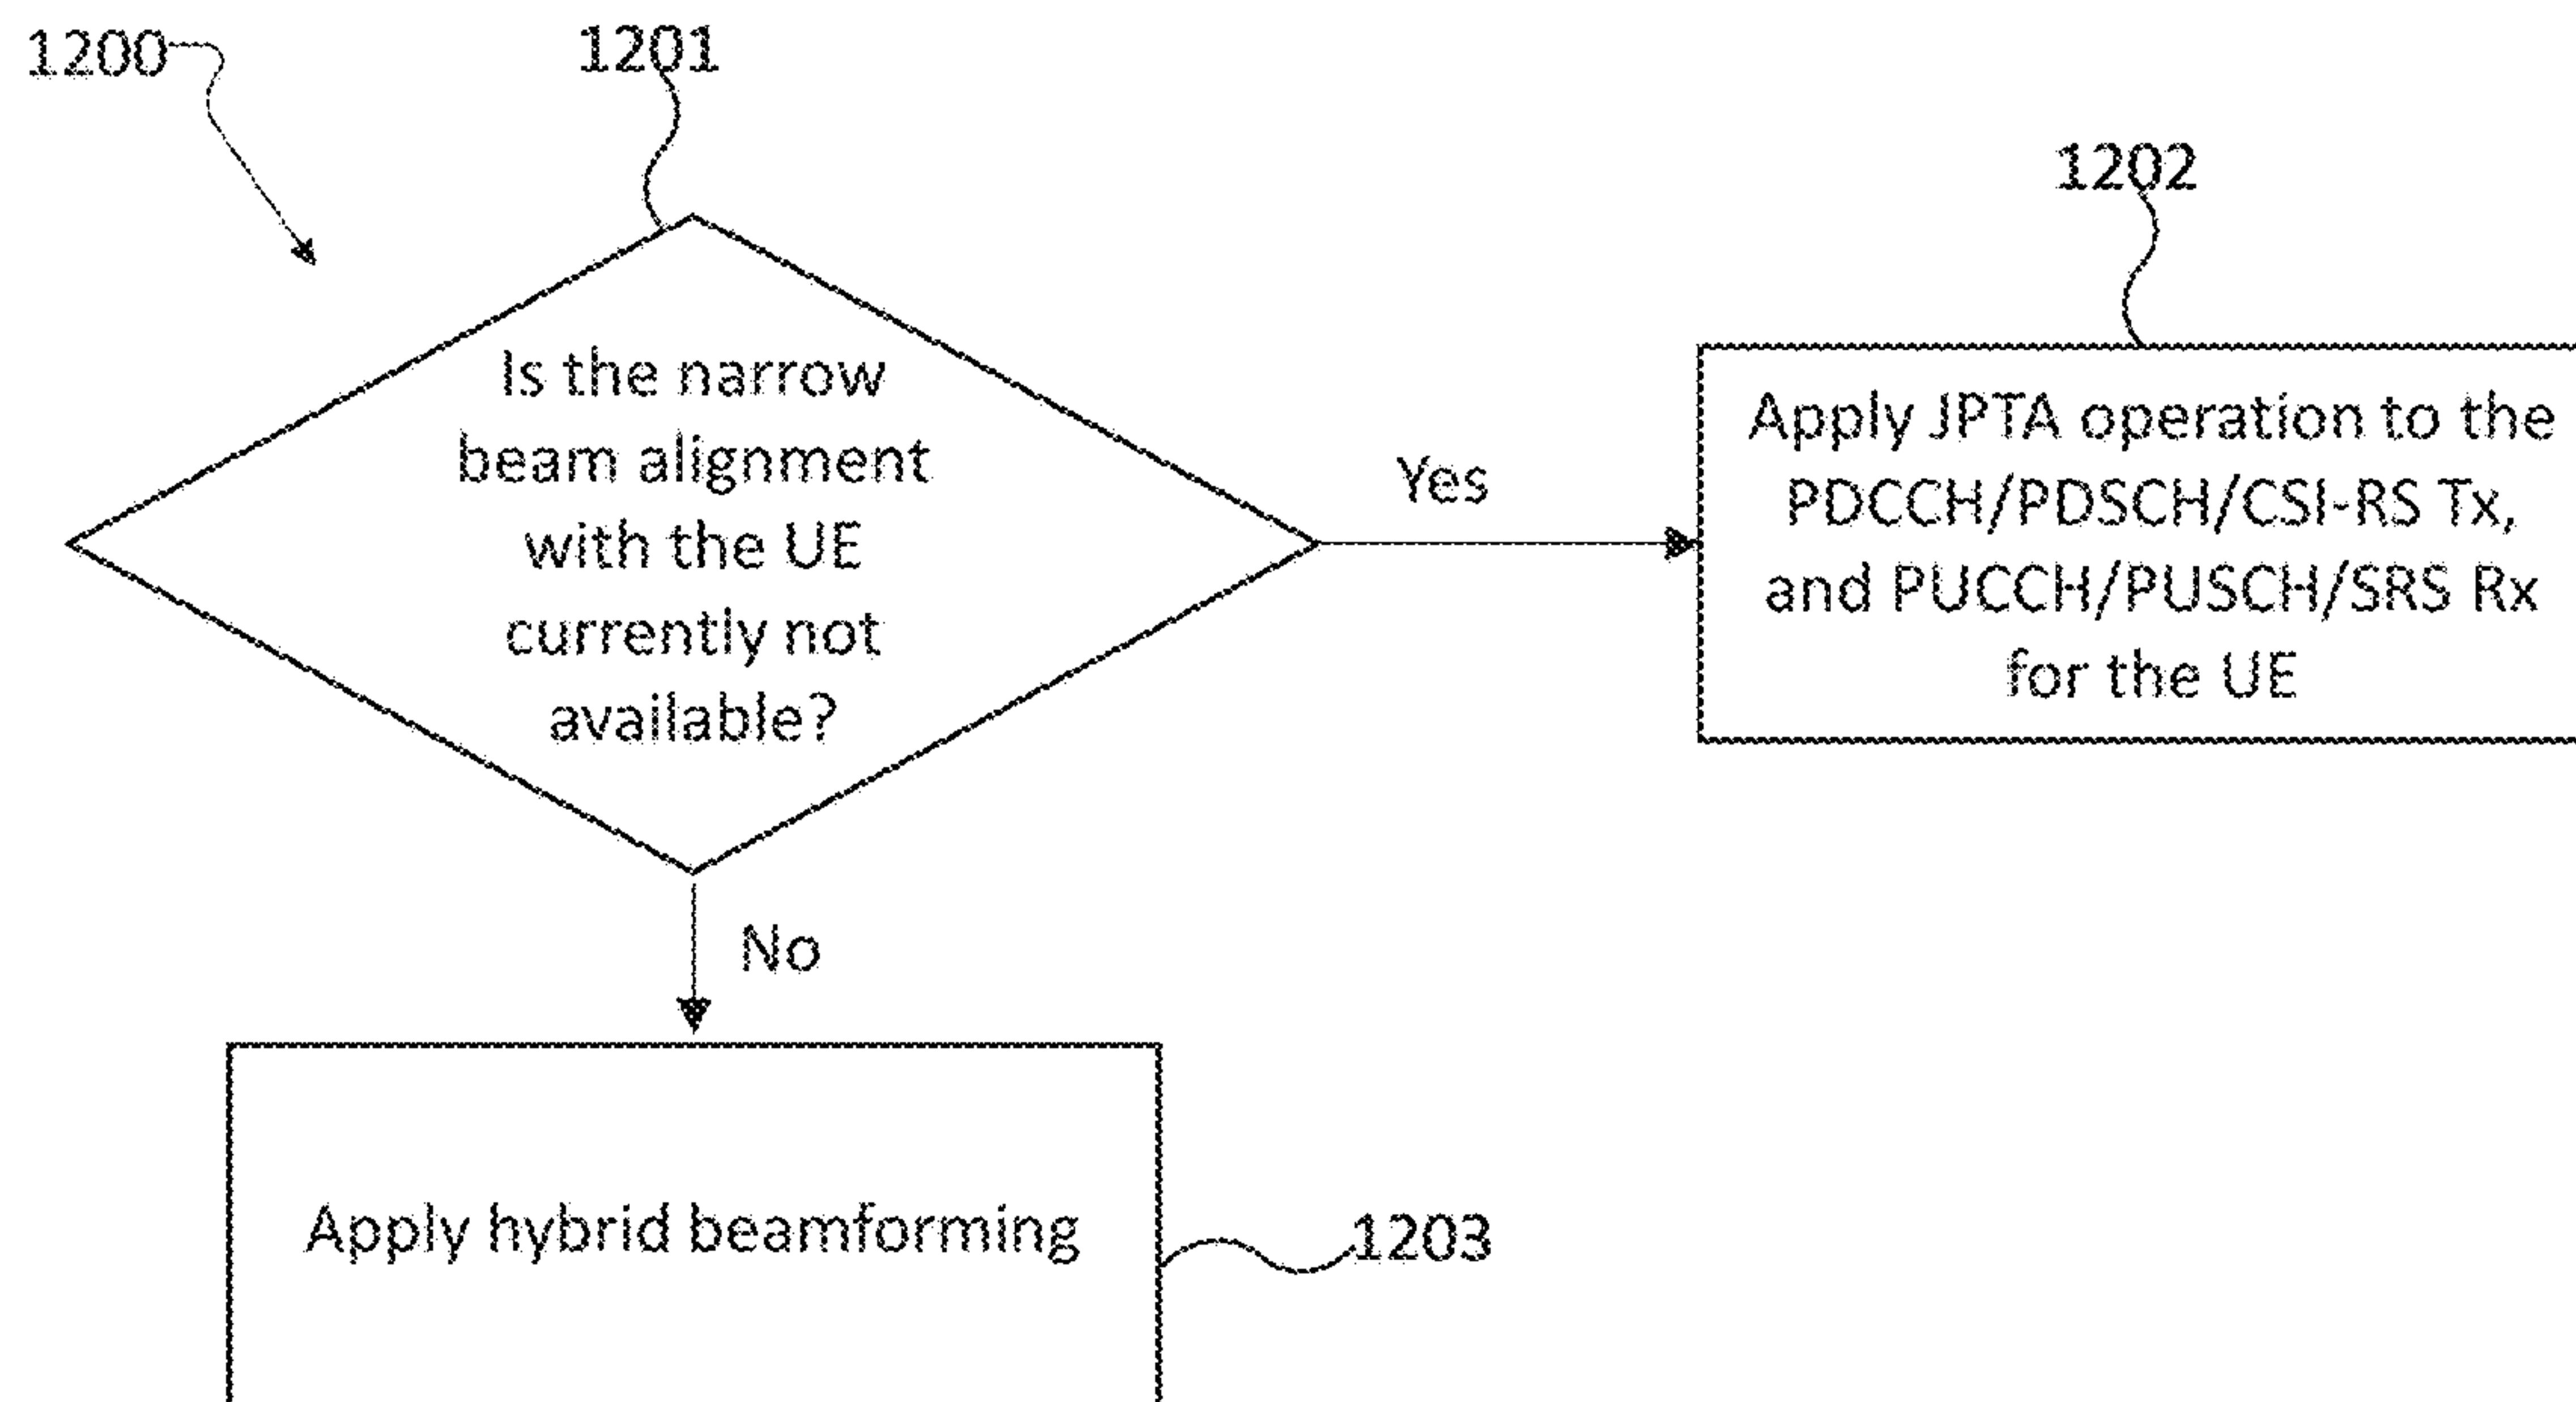 1200
1201
1202
Is the narrow
beam alignment
with the UE
currently not
available?
Yes
Apply JPTA operation to the
PDCCH/PDSCH/CSI-RS Tx,
and PUCCH/PUSCH/SRS Rx
for the UE
No
Apply hybrid beamforming
1203